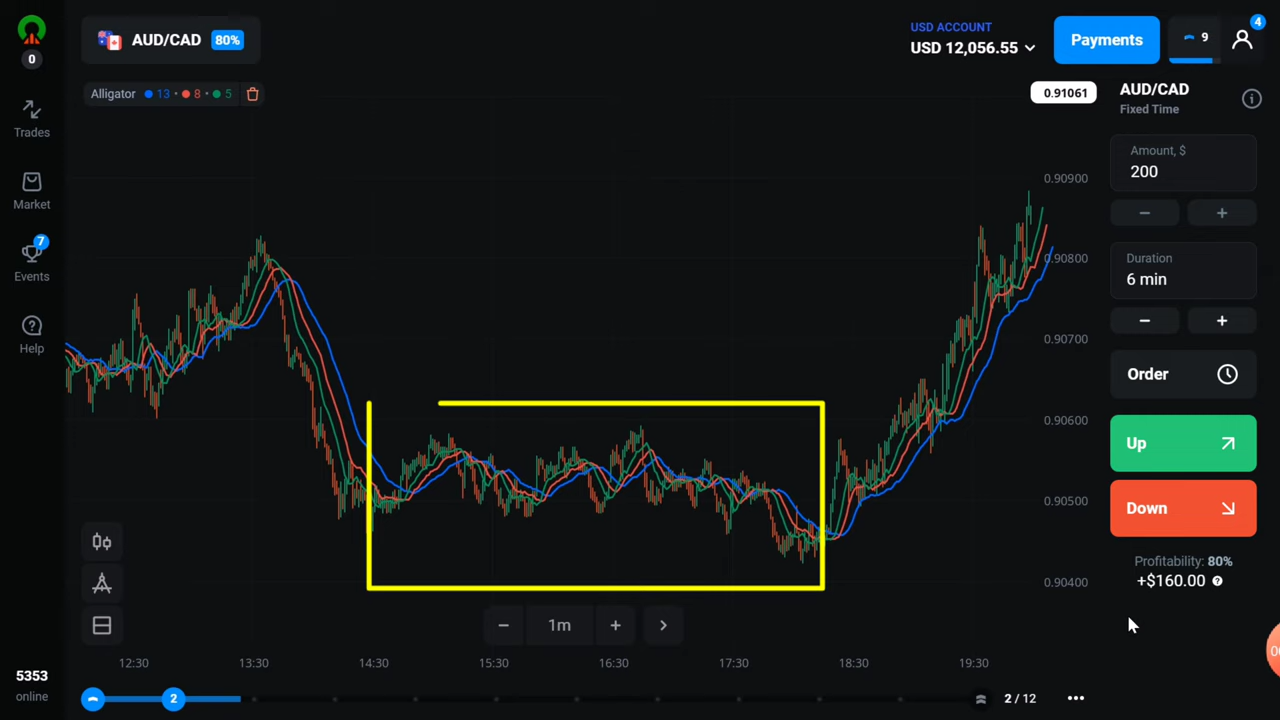 0
AUD/CAD 80%
USD ACCOUNT
USD 12,056.55
Payments
9
4
Alligator 13 8 5
0.91061
AUD/CAD
Fixed Time
Trades
Market
7
Events
Help
Amount, $
200
Duration
6 min
Order
Up
Down
Profitability: 80%
+$160.00
0.90900
0.90800
0.90700
0.90600
0.90500
0.90400
1m
12:30 13:30 14:30 15:30 16:30 17:30 18:30 19:30
5353
online
2
2 / 12